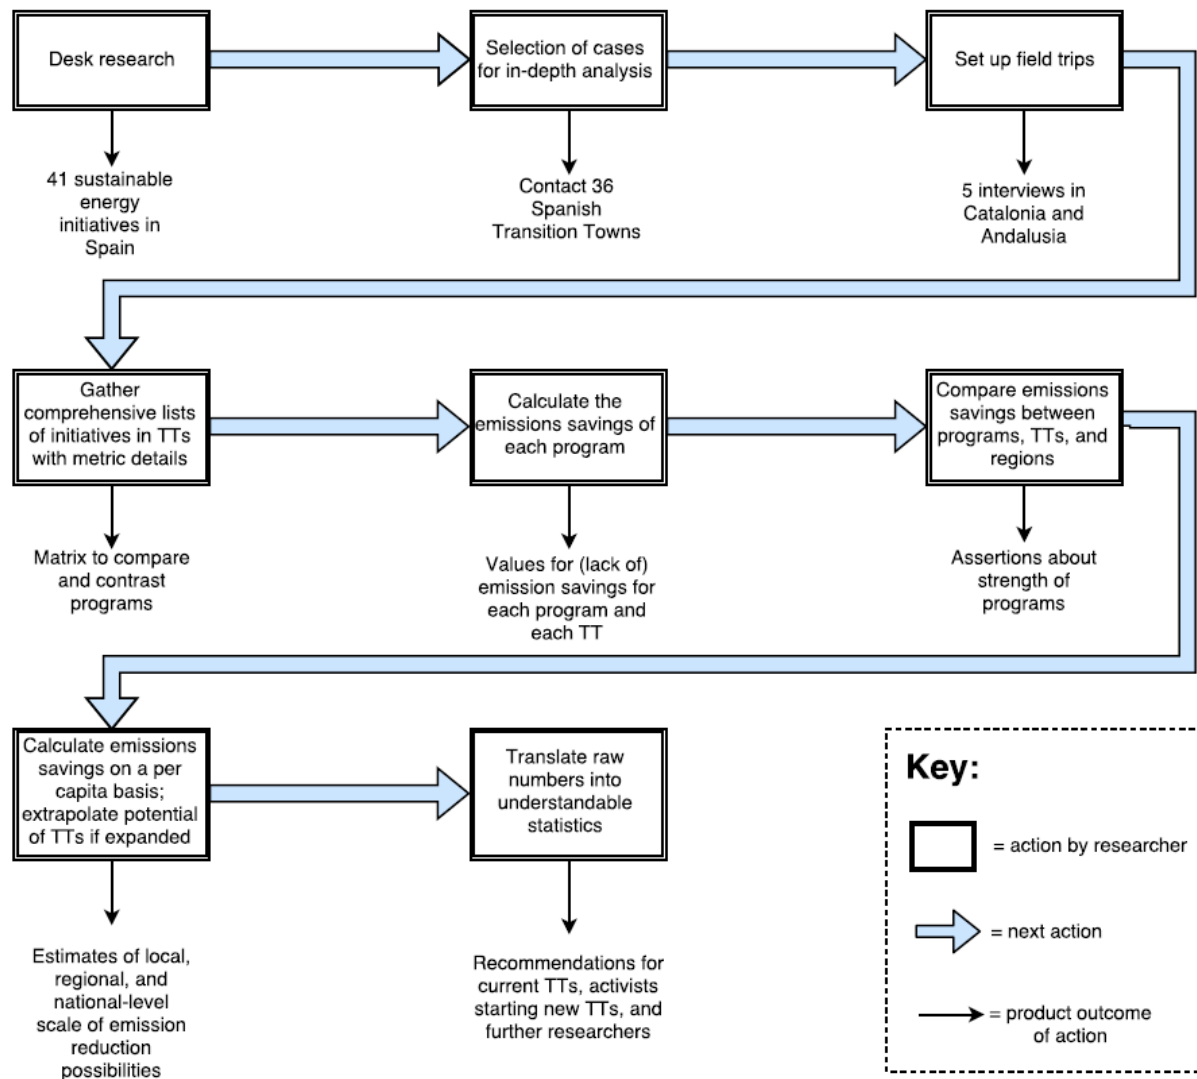 Desk research
Selection of cases
for in-depth analysis
Set up field trips
41 sustainable
energy
initiatives in
Spain
Contact 36
Spanish
Transition Towns
5 interviews in
Catalonia and
Andalusia
Gather
comprehensive lists
of initiatives in TTs
with metric details
Calculate the
emissions savings of
each program
Compare emissions
savings between
programs, TTs, and
regions
Matrix to compare
and contrast
programs
Values for (lack of)
emission savings for
each program and
each TT
Assertions about
strength of
programs
Calculate emissions
savings on a per
capita basis;
extrapolate potential
of TTs if expanded
Translate raw
numbers into
understandable
statistics
Estimates of local,
regional, and
national-level
scale of emission
reduction
possibilities
Recommendations for
current TTs, activists
starting new TTs, and
further researchers
Key:
= action by researcher
= next action
= product outcome
of action